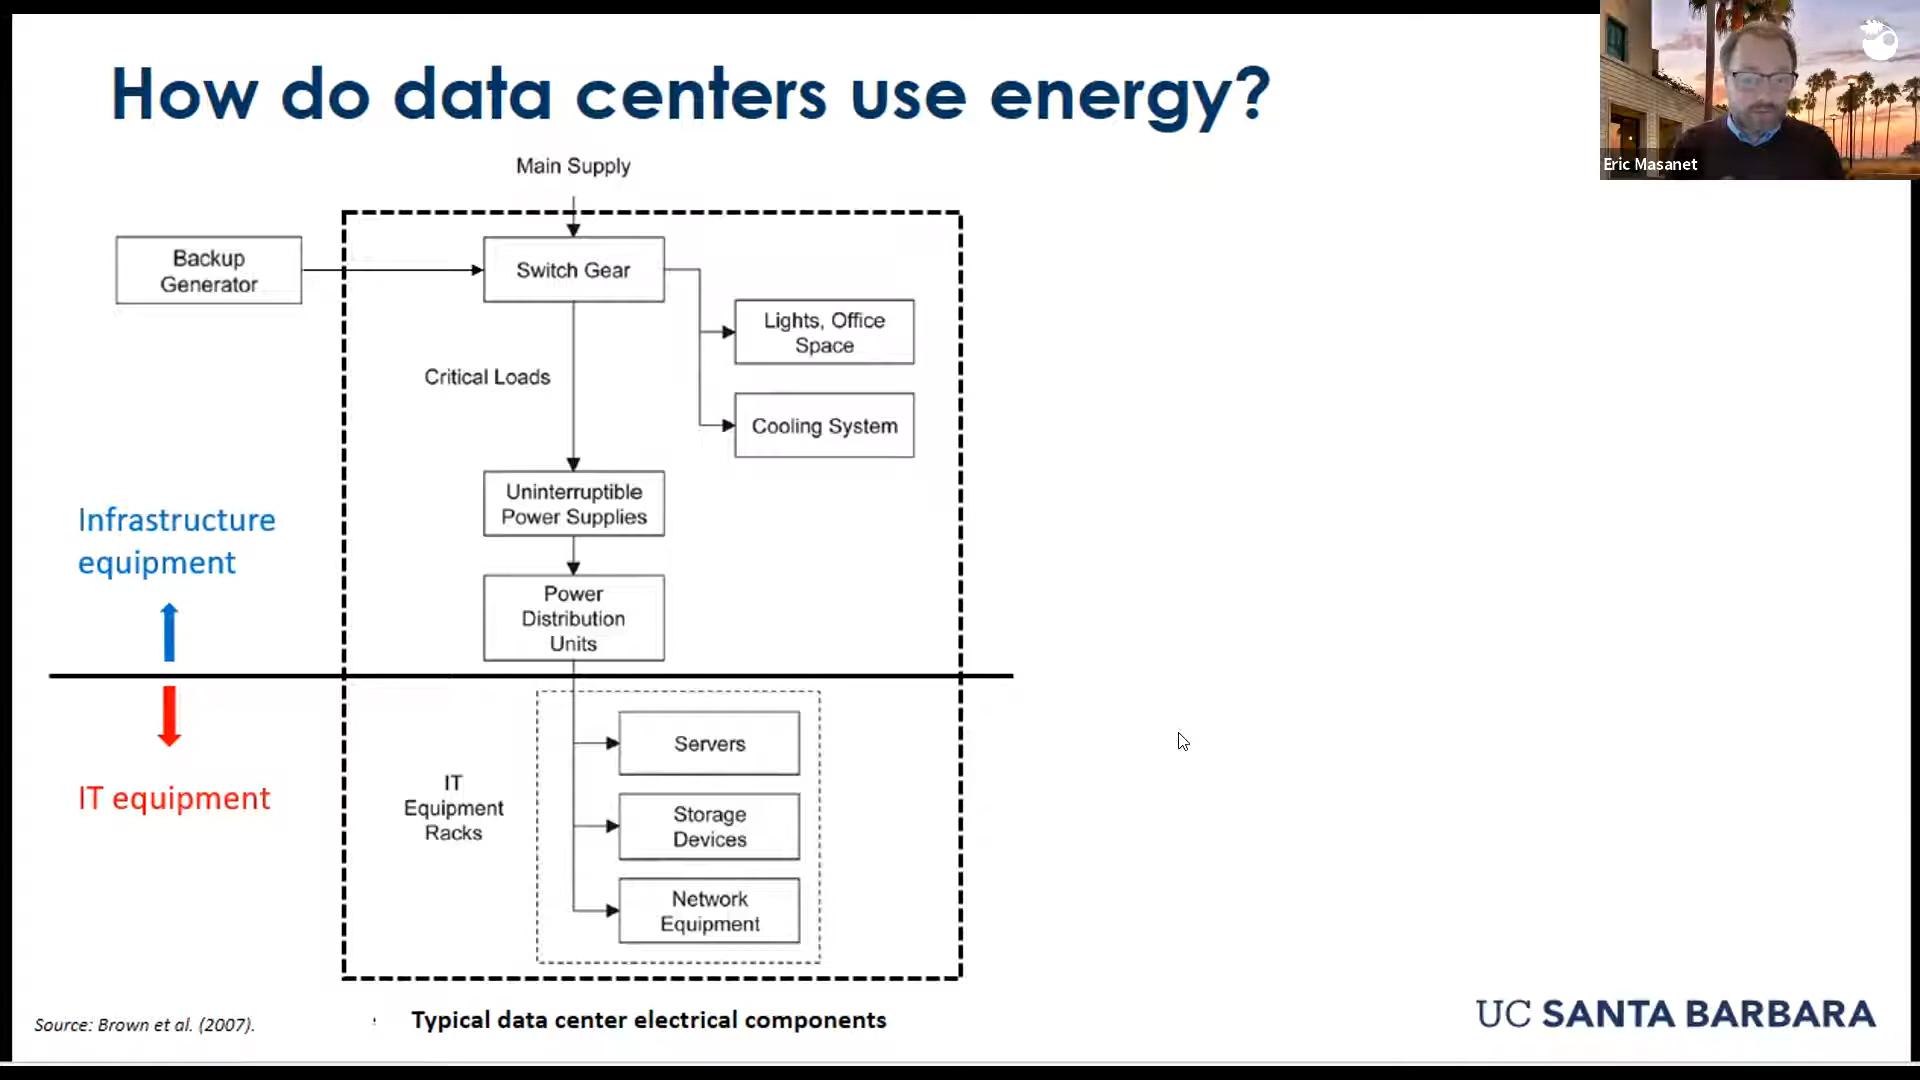 How do data centers use energy?
Eric Masanet
Main Supply
Backup
Generator
Switch Gear
Lights, Office
Space
Critical Loads
Cooling System
Uninterruptible
Power Supplies
Infrastructure
equipment
Power
Distribution
Units
IT equipment
IT
Equipment
Racks
Servers
Storage
Devices
Network
Equipment
Source: Brown et al. (2007).
Typical data center electrical components
UC SANTA BARBARA